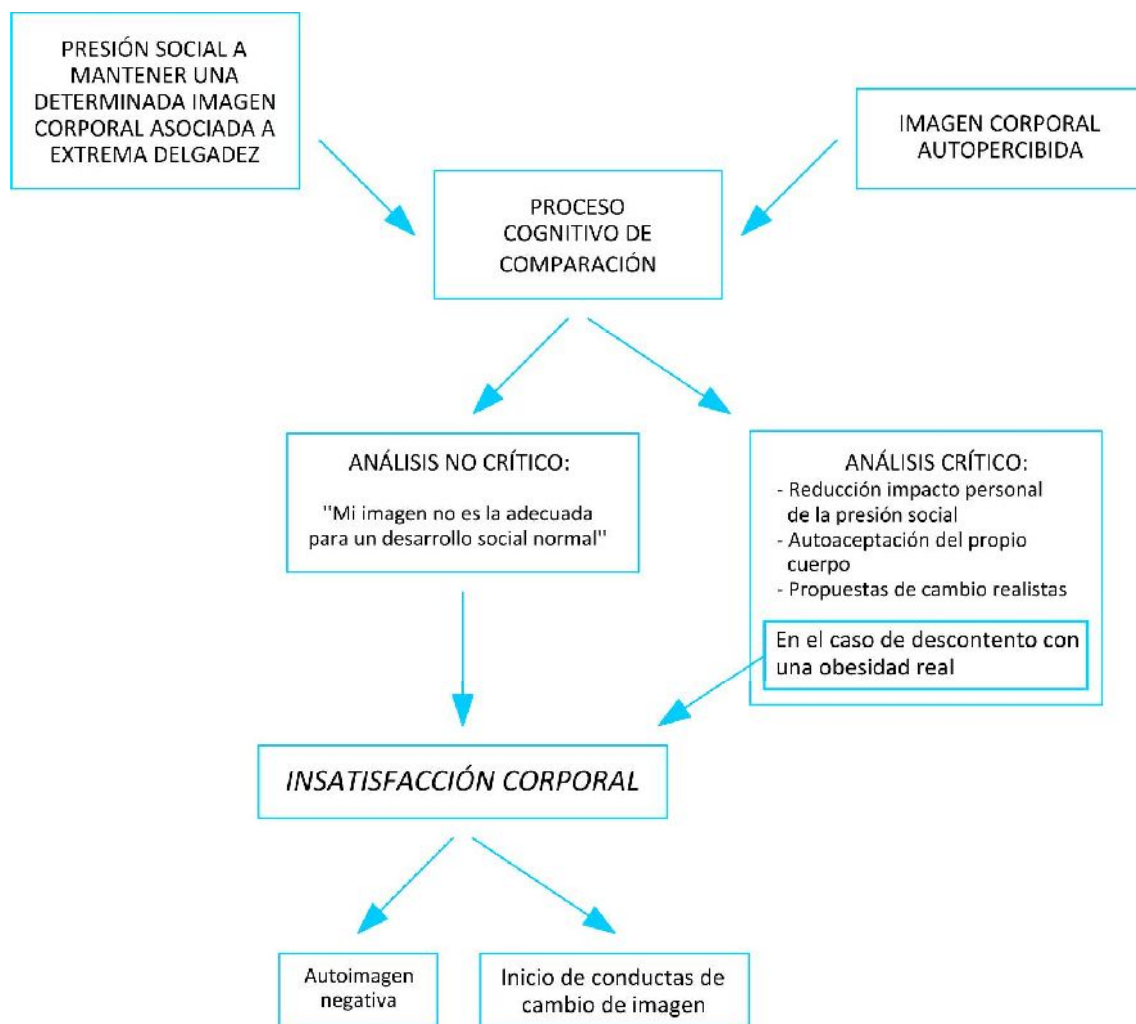 PRESIÓN SOCIAL A
MANTENER UNA
DETERMINADA IMAGEN
CORPORAL ASOCIADA A
EXTREMA DELGADEZ
IMAGEN CORPORAL
AUTOPERCIBIDA
PROCESO
COGNITIVO DE
COMPARACIÓN
ANÁLISIS NO CRÍTICO:
"Mi imagen no es la adecuada
para un desarrollo social normal"
ANÁLISIS CRÍTICO:
- Reducción impacto personal
de la presión social
- Autoaceptación del propio
cuerpo
- Propuestas de cambio realistas
En el caso de descontento con
una obesidad real
INSATISFACCIÓN CORPORAL
Autoimagen
negativa
Inicio de conductas de
cambio de imagen